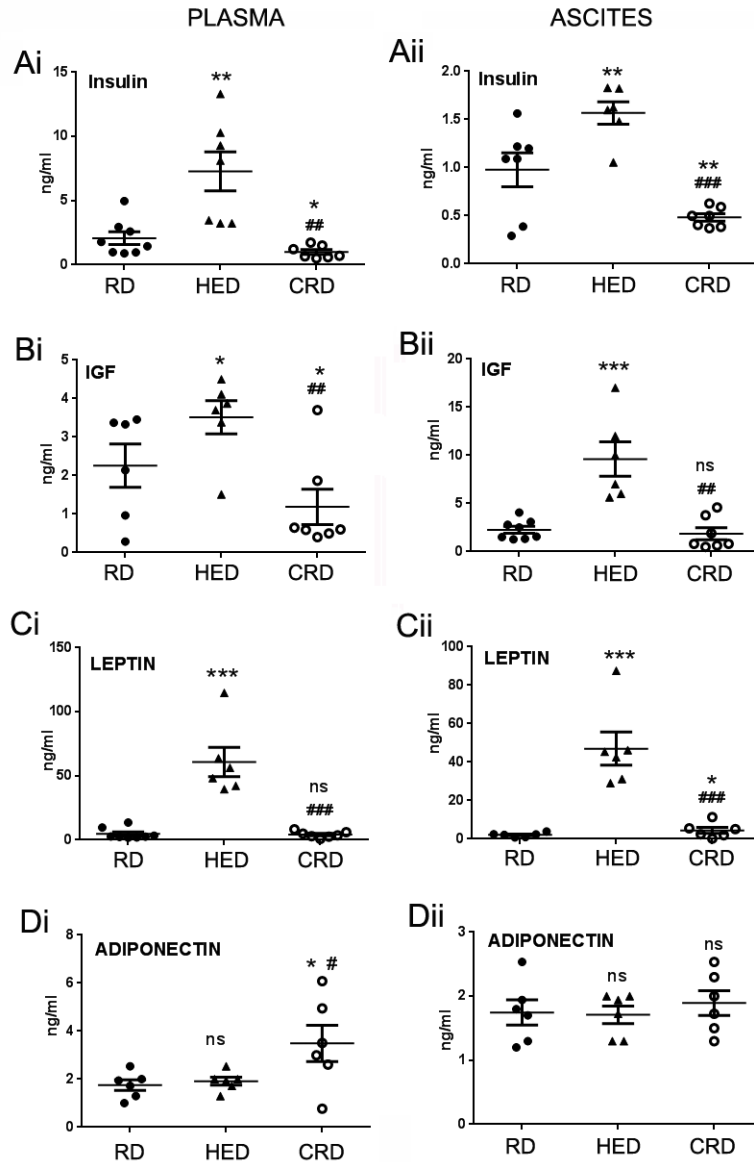 PLASMA ASCITES
Ai Aii
Insulin Insulin
15 2.0
** **
10 1.5
ng/ml ng/ml
1.0
5 * **
## ###
0.5
0 0.0
RD HED CRD RD HED CRD
Bi Bii
IGF IGF
5 20
* * ***
4 ## 15
3
ng/ml ng/ml
10 ns
2 ##
1 5
0 0
RD HED CRD RD HED CRD
Ci Cii
LEPTIN LEPTIN
150 100
*** ***
80
100
ng/ml ng/ml
60
50 ns 40 *
### ###
20
0 0
RD HED CRD RD HED CRD
Di Dii
ADIPONECTIN ADIPONECTIN
8 3
* # ns ns
6
ng/ml ng/ml
2
4
ns
2 1
0 0
RD HED CRD RD HED CRD